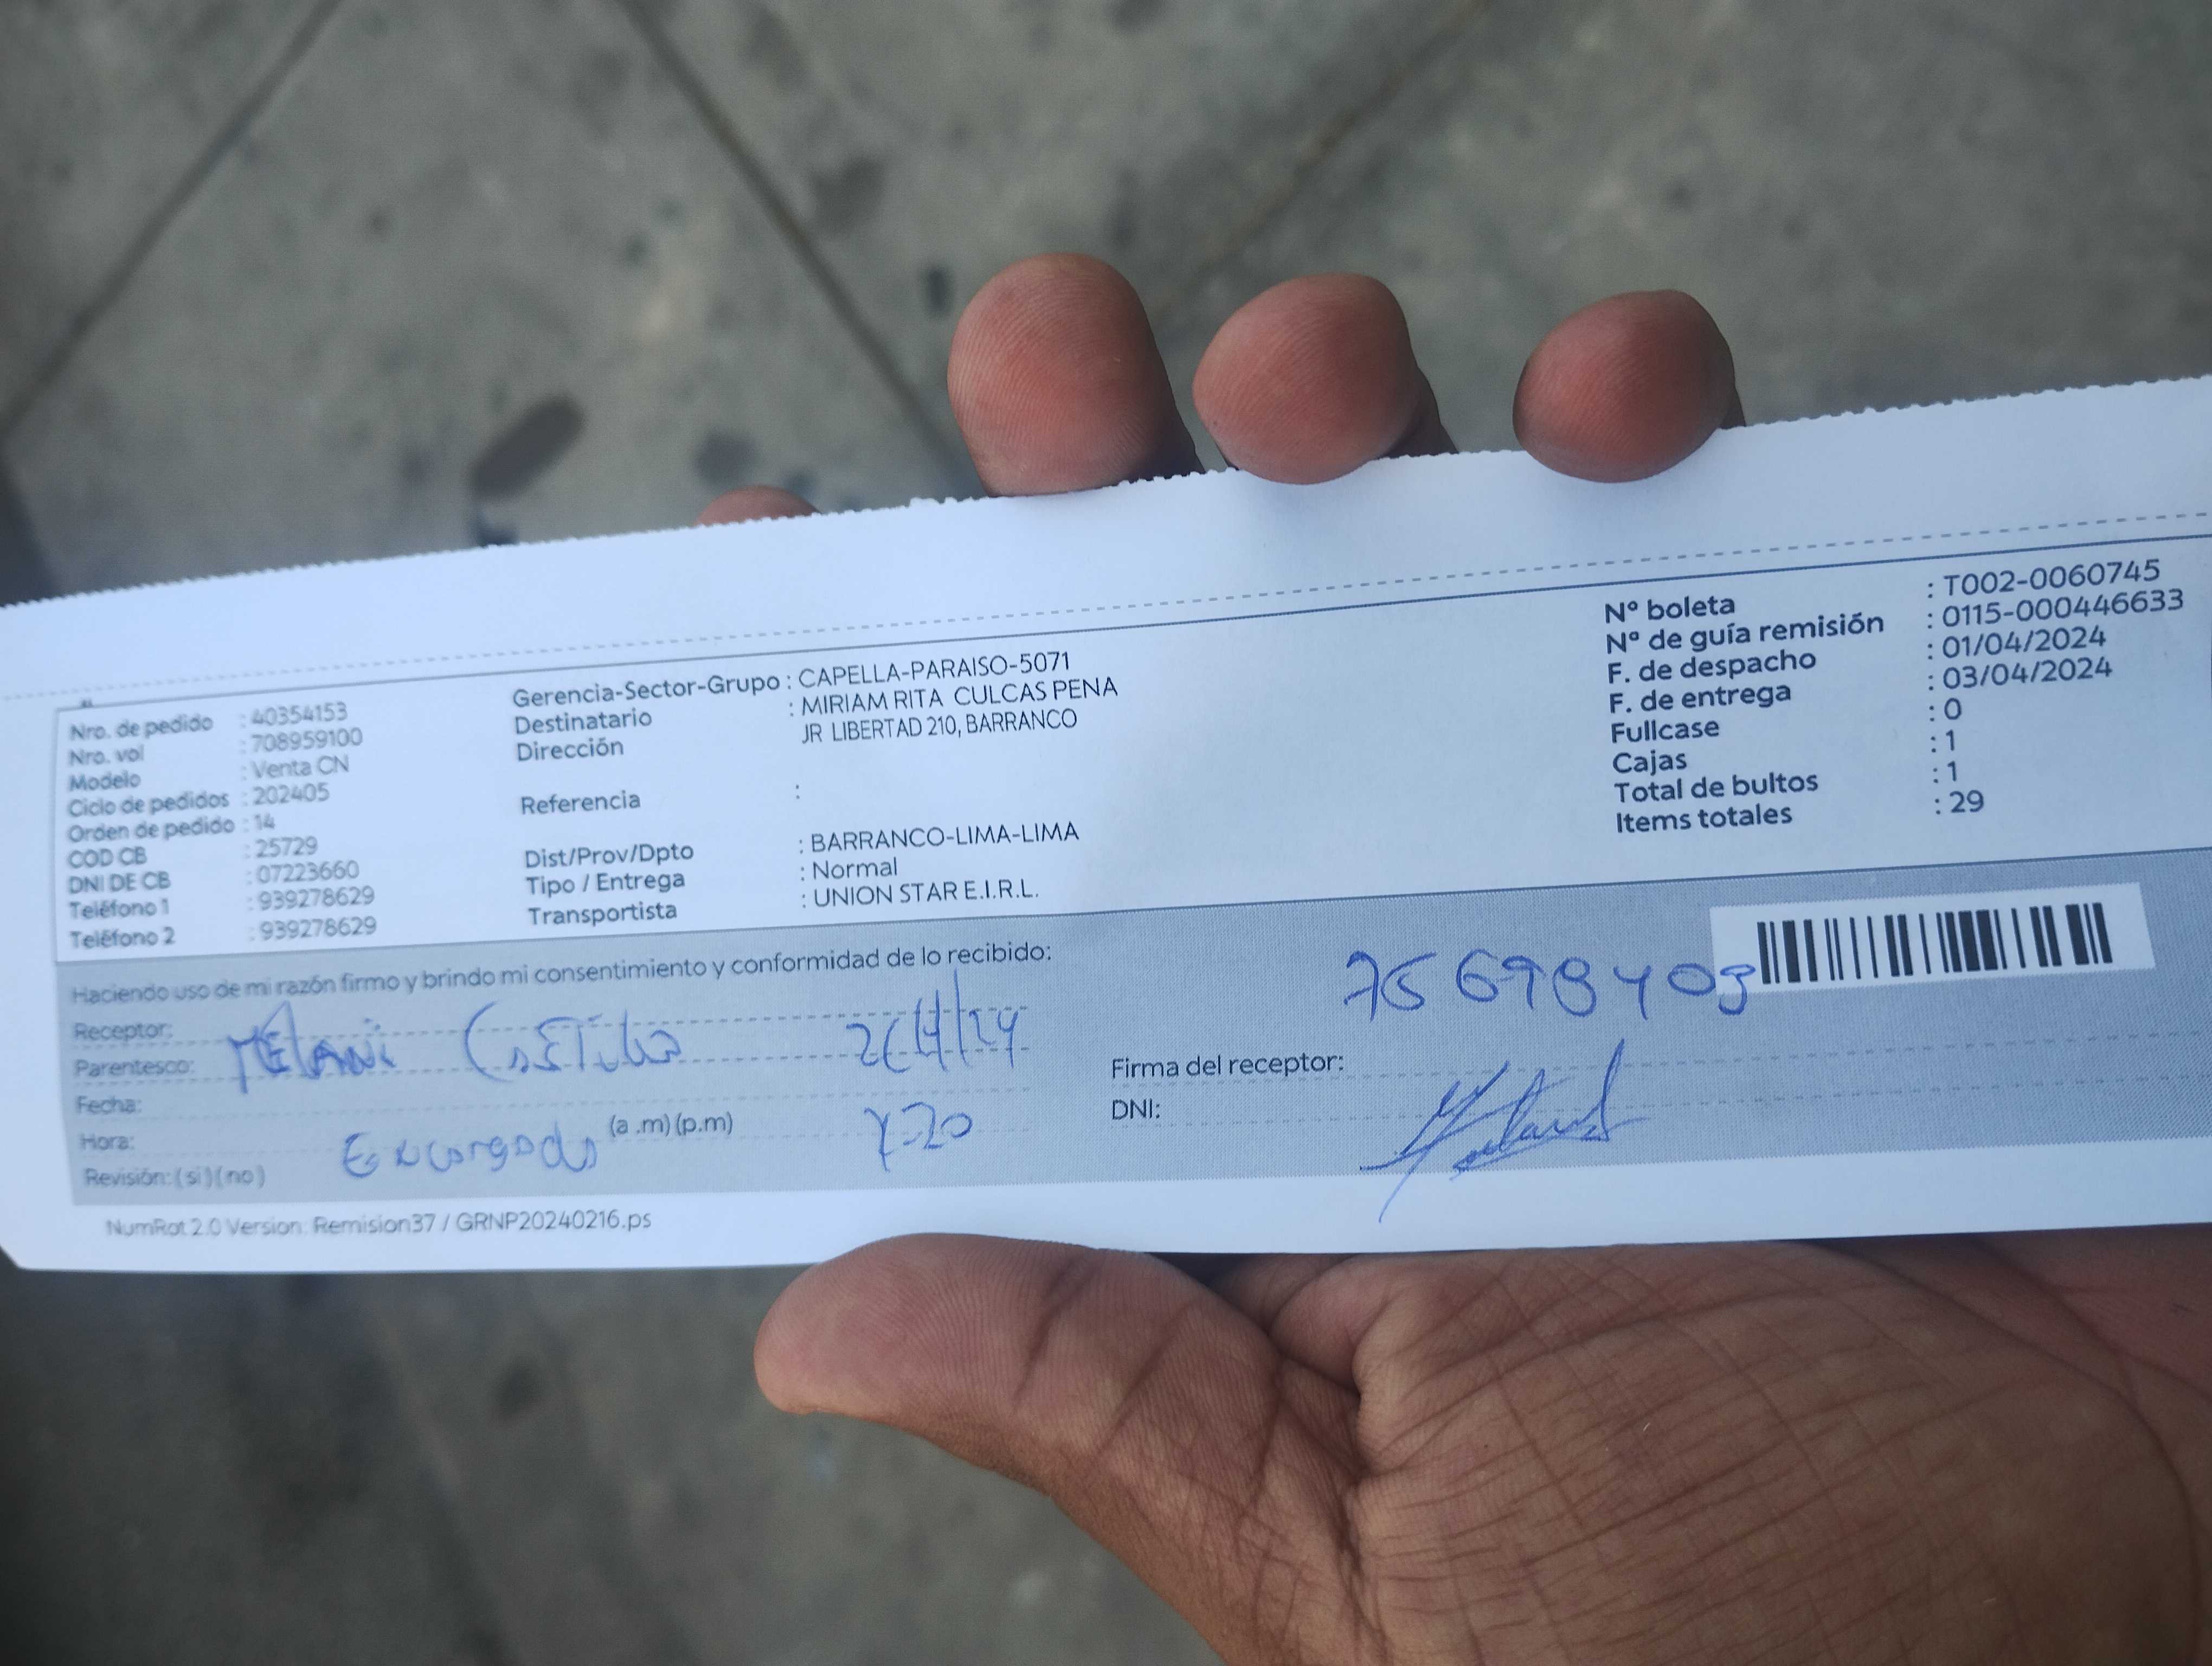 Nro. de pedido : 40354153
Nro. vol : 708959100
Modelo : Venta CN
Ciclo de pedidos : 202405
Orden de pedido : 14
COD CB : 25729
DNI DE CB : 07223660
Teléfono 1 : 939278629
Teléfono 2 : 939278629
Gerencia-Sector-Grupo : CAPELLA-PARAISO-5071
Destinatario : MIRIAM RITA CULCAS PENA
Dirección JR LIBERTAD 210, BARRANCO
Referencia :
Dist/Prov/Dpto : BARRANCO-LIMA-LIMA
Tipo / Entrega : Normal
Transportista : UNION STAR E.I.R.L.
Nº boleta : T002-0060745
Nº de guía remisión : 0115-000446633
F. de despacho : 01/04/2024
F. de entrega : 03/04/2024
Fullcase : 0
Cajas : 1
Total de bultos : 1
Items totales : 29
Haciendo uso de mi razón firmo y brindo mi consentimiento y conformidad de lo recibido:
Receptor:
Parentesco: MELANi
Fecha:
Hora: (a .m) (p.m)
Revisión: ( si ) ( no ) Encargado
Firma del receptor:
DNI:
NumRot 2.0 Version: Remision37 / GRNP20240216.ps